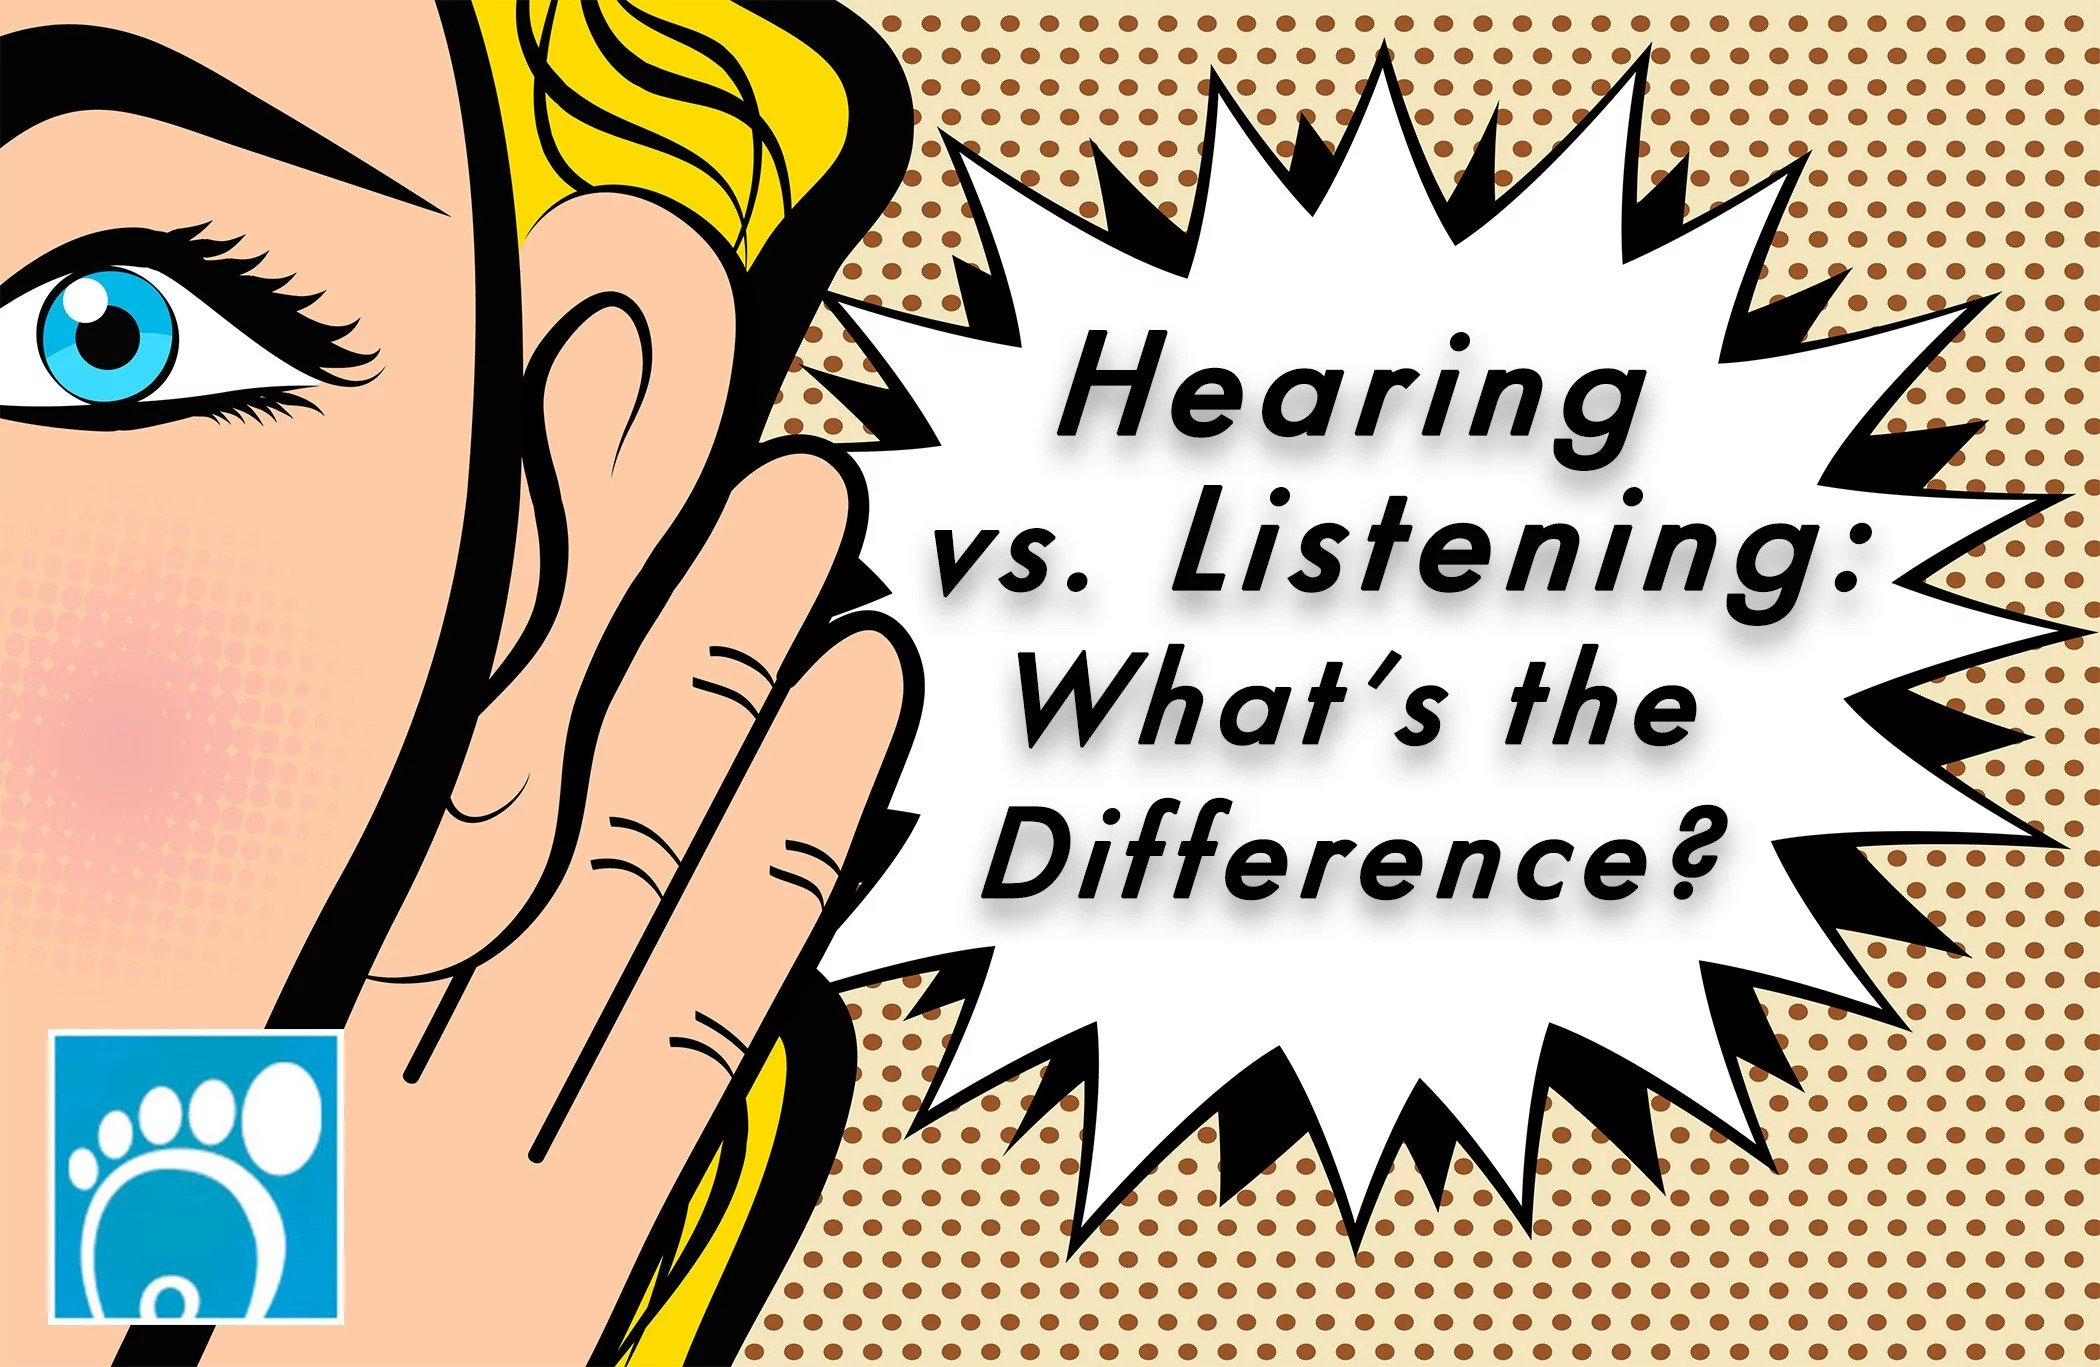 Hearing
vs. Listening:
What's the
Difference?